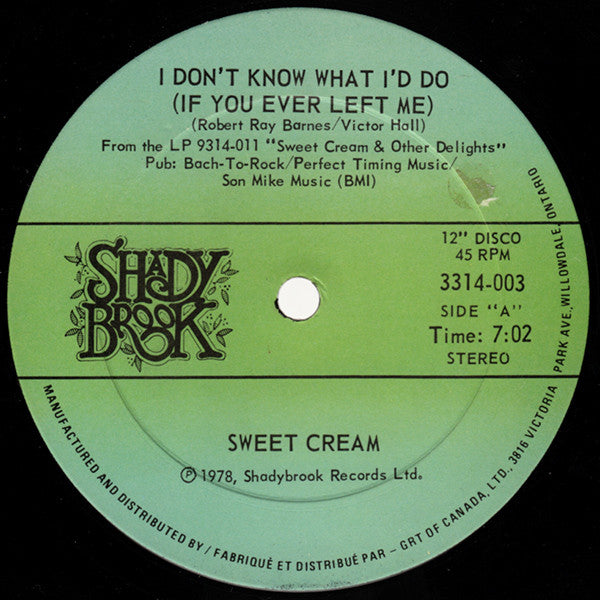 I DON'T KNOW WHAT I'D DO
(IF YOU EVER LEFT ME)
(Robert Ray Barnes/Victor Hall)
From the LP 9314-011 "Sweet Cream & Other Delights"
Pub: Bach-To-Rock/Perfect Timing Music/
Son Mike Music (BMI)
SHADY
BROOK
12" DISCO
45 RPM
3314-003
SIDE "A"
Time: 7:02
STEREO
SWEET CREAM
Ⓟ 1978, Shadybrook Records Ltd.
MANUFACTURED AND DISTRIBUTED BY / FABRIQUÉ ET DISTRIBUÉ PAR – GRT OF CANADA, LTD., 3816 VICTORIA PARK AVE., WILLOWDALE, ONTARIO